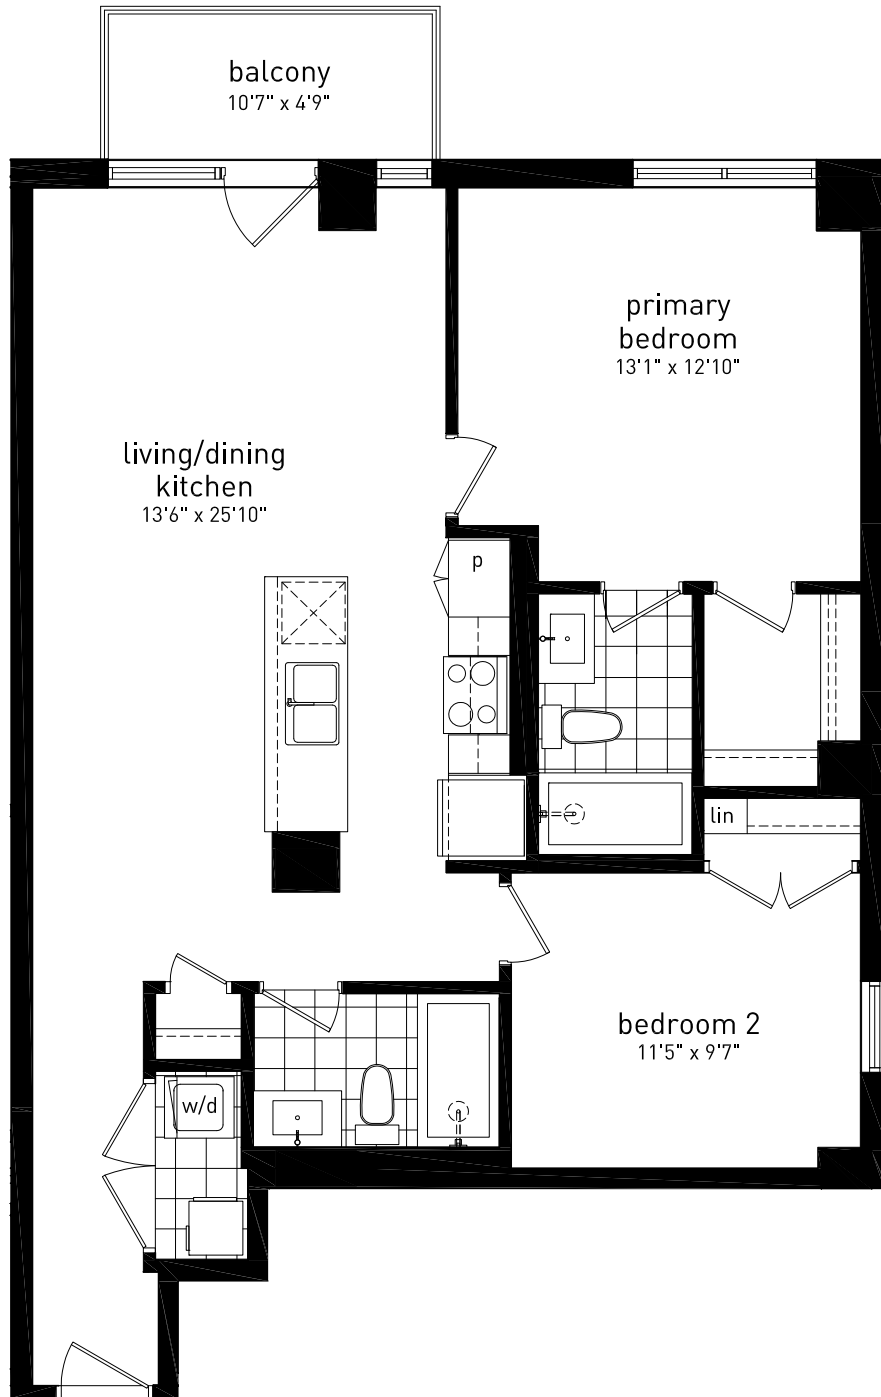 balcony
10'7" x 4'9"
primary
bedroom
13'1" x 12'10"
living/dining
kitchen
13'6" x 25'10"
p
lin
bedroom 2
11'5" x 9'7"
w/d